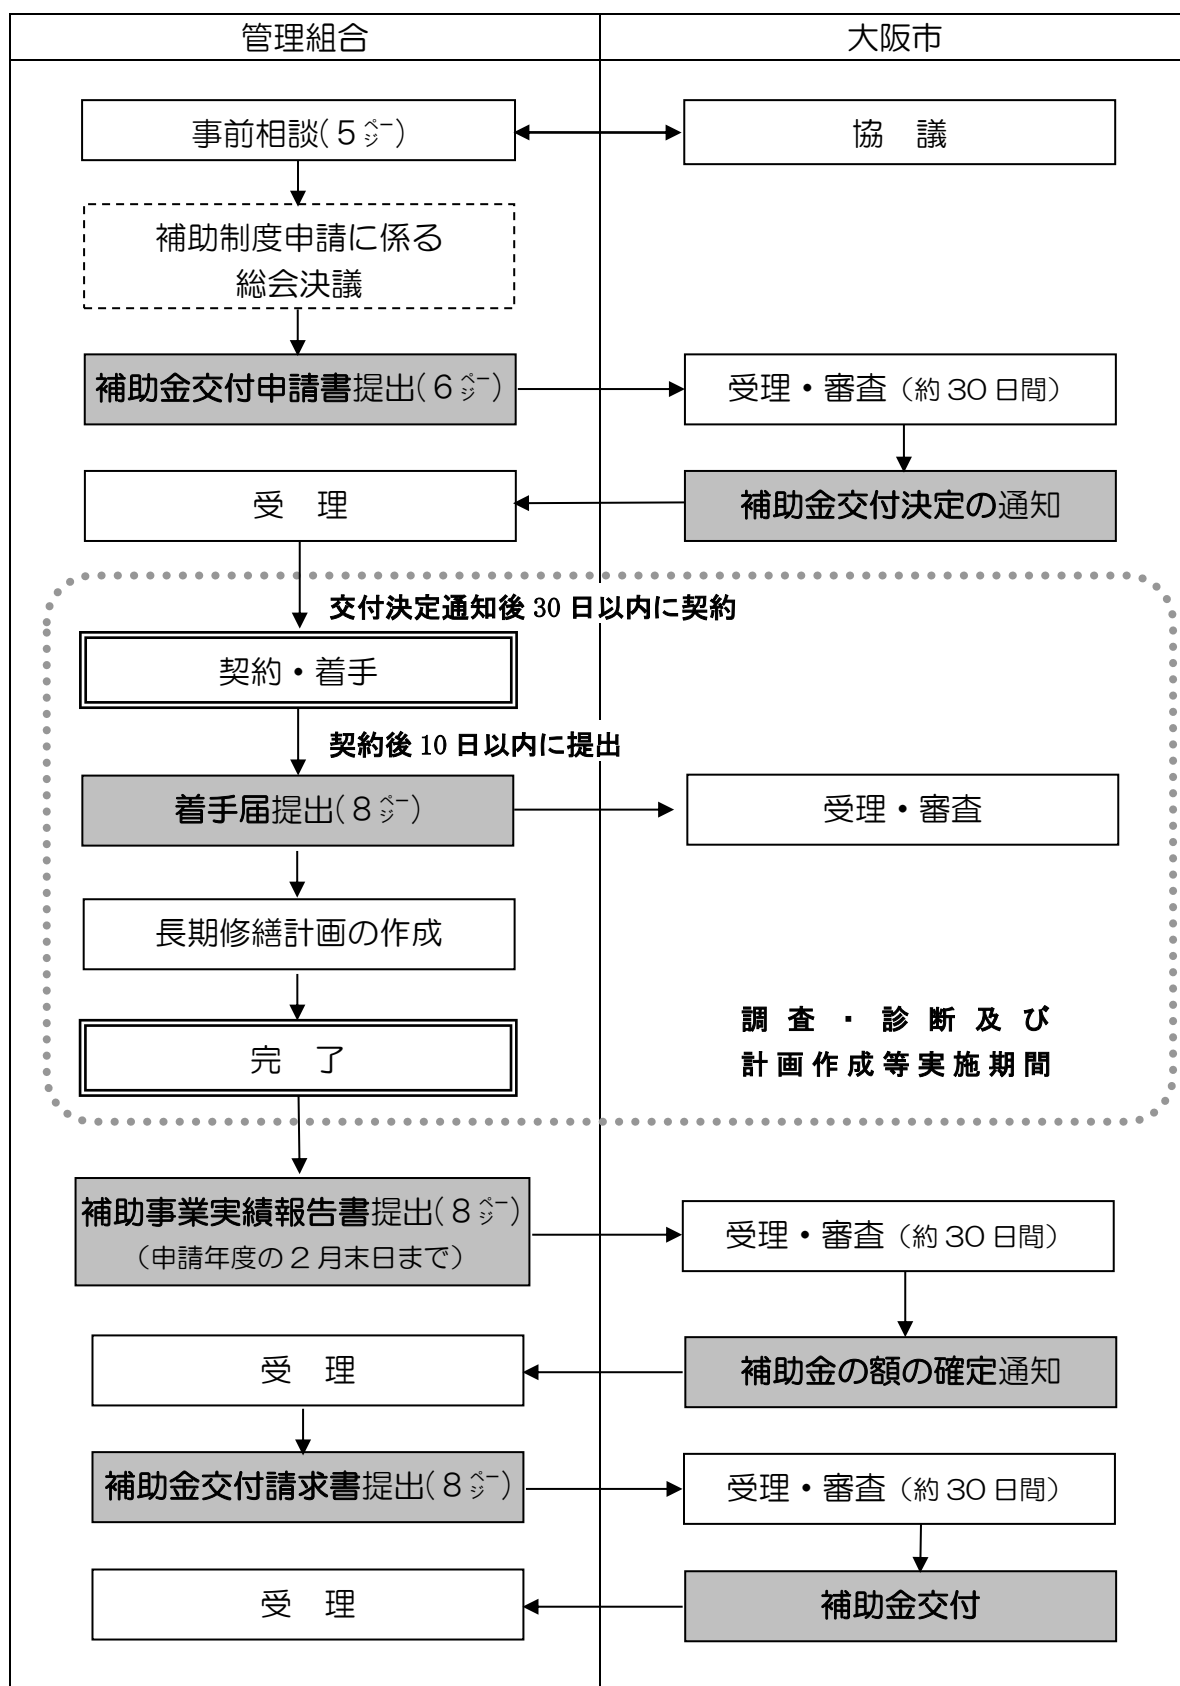 管理組合
大阪市
事前相談(５ページ)
協　議
補助制度申請に係る
総会決議
補助金交付申請書提出(６ページ)
受理・審査（約30日間）
受　理
補助金交付決定の通知
交付決定通知後30日以内に契約
契約・着手
契約後10日以内に提出
着手届提出(８ページ)
受理・審査
長期修繕計画の作成
完　了
調査・診断及び
計画作成等実施期間
補助事業実績報告書提出(８ページ)
（申請年度の２月末日まで）
受理・審査（約30日間）
受　理
補助金の額の確定通知
補助金交付請求書提出(８ページ)
受理・審査（約30日間）
受　理
補助金交付